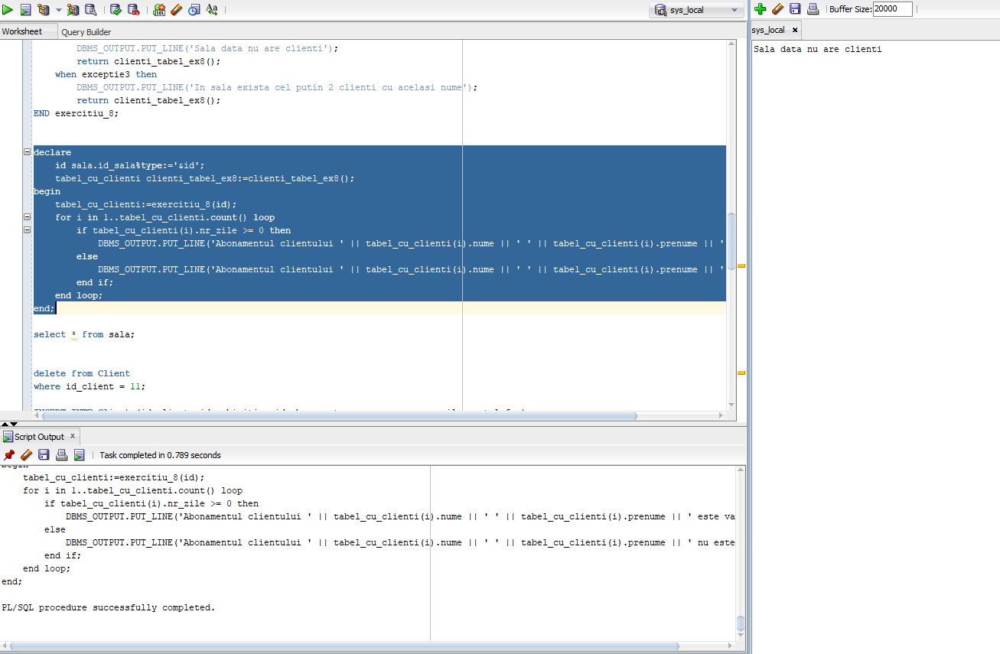 sys_local
Buffer Size: 20000
Worksheet Query Builder
sys_local
DBMS_OUTPUT.PUT_LINE('Sala data nu are clienti');
return clienti_tabel_ex8();
when exceptie3 then
DBMS_OUTPUT.PUT_LINE('In sala exista cel putin 2 clienti cu acelasi nume');
return clienti_tabel_ex8();
END exercitiu_8;
declare
id sala.id_sala%type:='&id';
tabel_cu_clienti clienti_tabel_ex8:=clienti_tabel_ex8();
begin
tabel_cu_clienti:=exercitiu_8(id);
for i in 1..tabel_cu_clienti.count() loop
if tabel_cu_clienti(i).nr_zile >= 0 then
DBMS_OUTPUT.PUT_LINE('Abonamentul clientului ' || tabel_cu_clienti(i).nume || ' ' || tabel_cu_clienti(i).prenume || '
else
DBMS_OUTPUT.PUT_LINE('Abonamentul clientului ' || tabel_cu_clienti(i).nume || ' ' || tabel_cu_clienti(i).prenume || '
end if;
end loop;
end;
select * from sala;
delete from Client
where id_client = 11;
Sala data nu are clienti
Script Output
Task completed in 0.789 seconds
begin
tabel_cu_clienti:=exercitiu_8(id);
for i in 1..tabel_cu_clienti.count() loop
if tabel_cu_clienti(i).nr_zile >= 0 then
DBMS_OUTPUT.PUT_LINE('Abonamentul clientului ' || tabel_cu_clienti(i).nume || ' ' || tabel_cu_clienti(i).prenume || ' este va
else
DBMS_OUTPUT.PUT_LINE('Abonamentul clientului ' || tabel_cu_clienti(i).nume || ' ' || tabel_cu_clienti(i).prenume || ' nu este
end if;
end loop;
end;
PL/SQL procedure successfully completed.